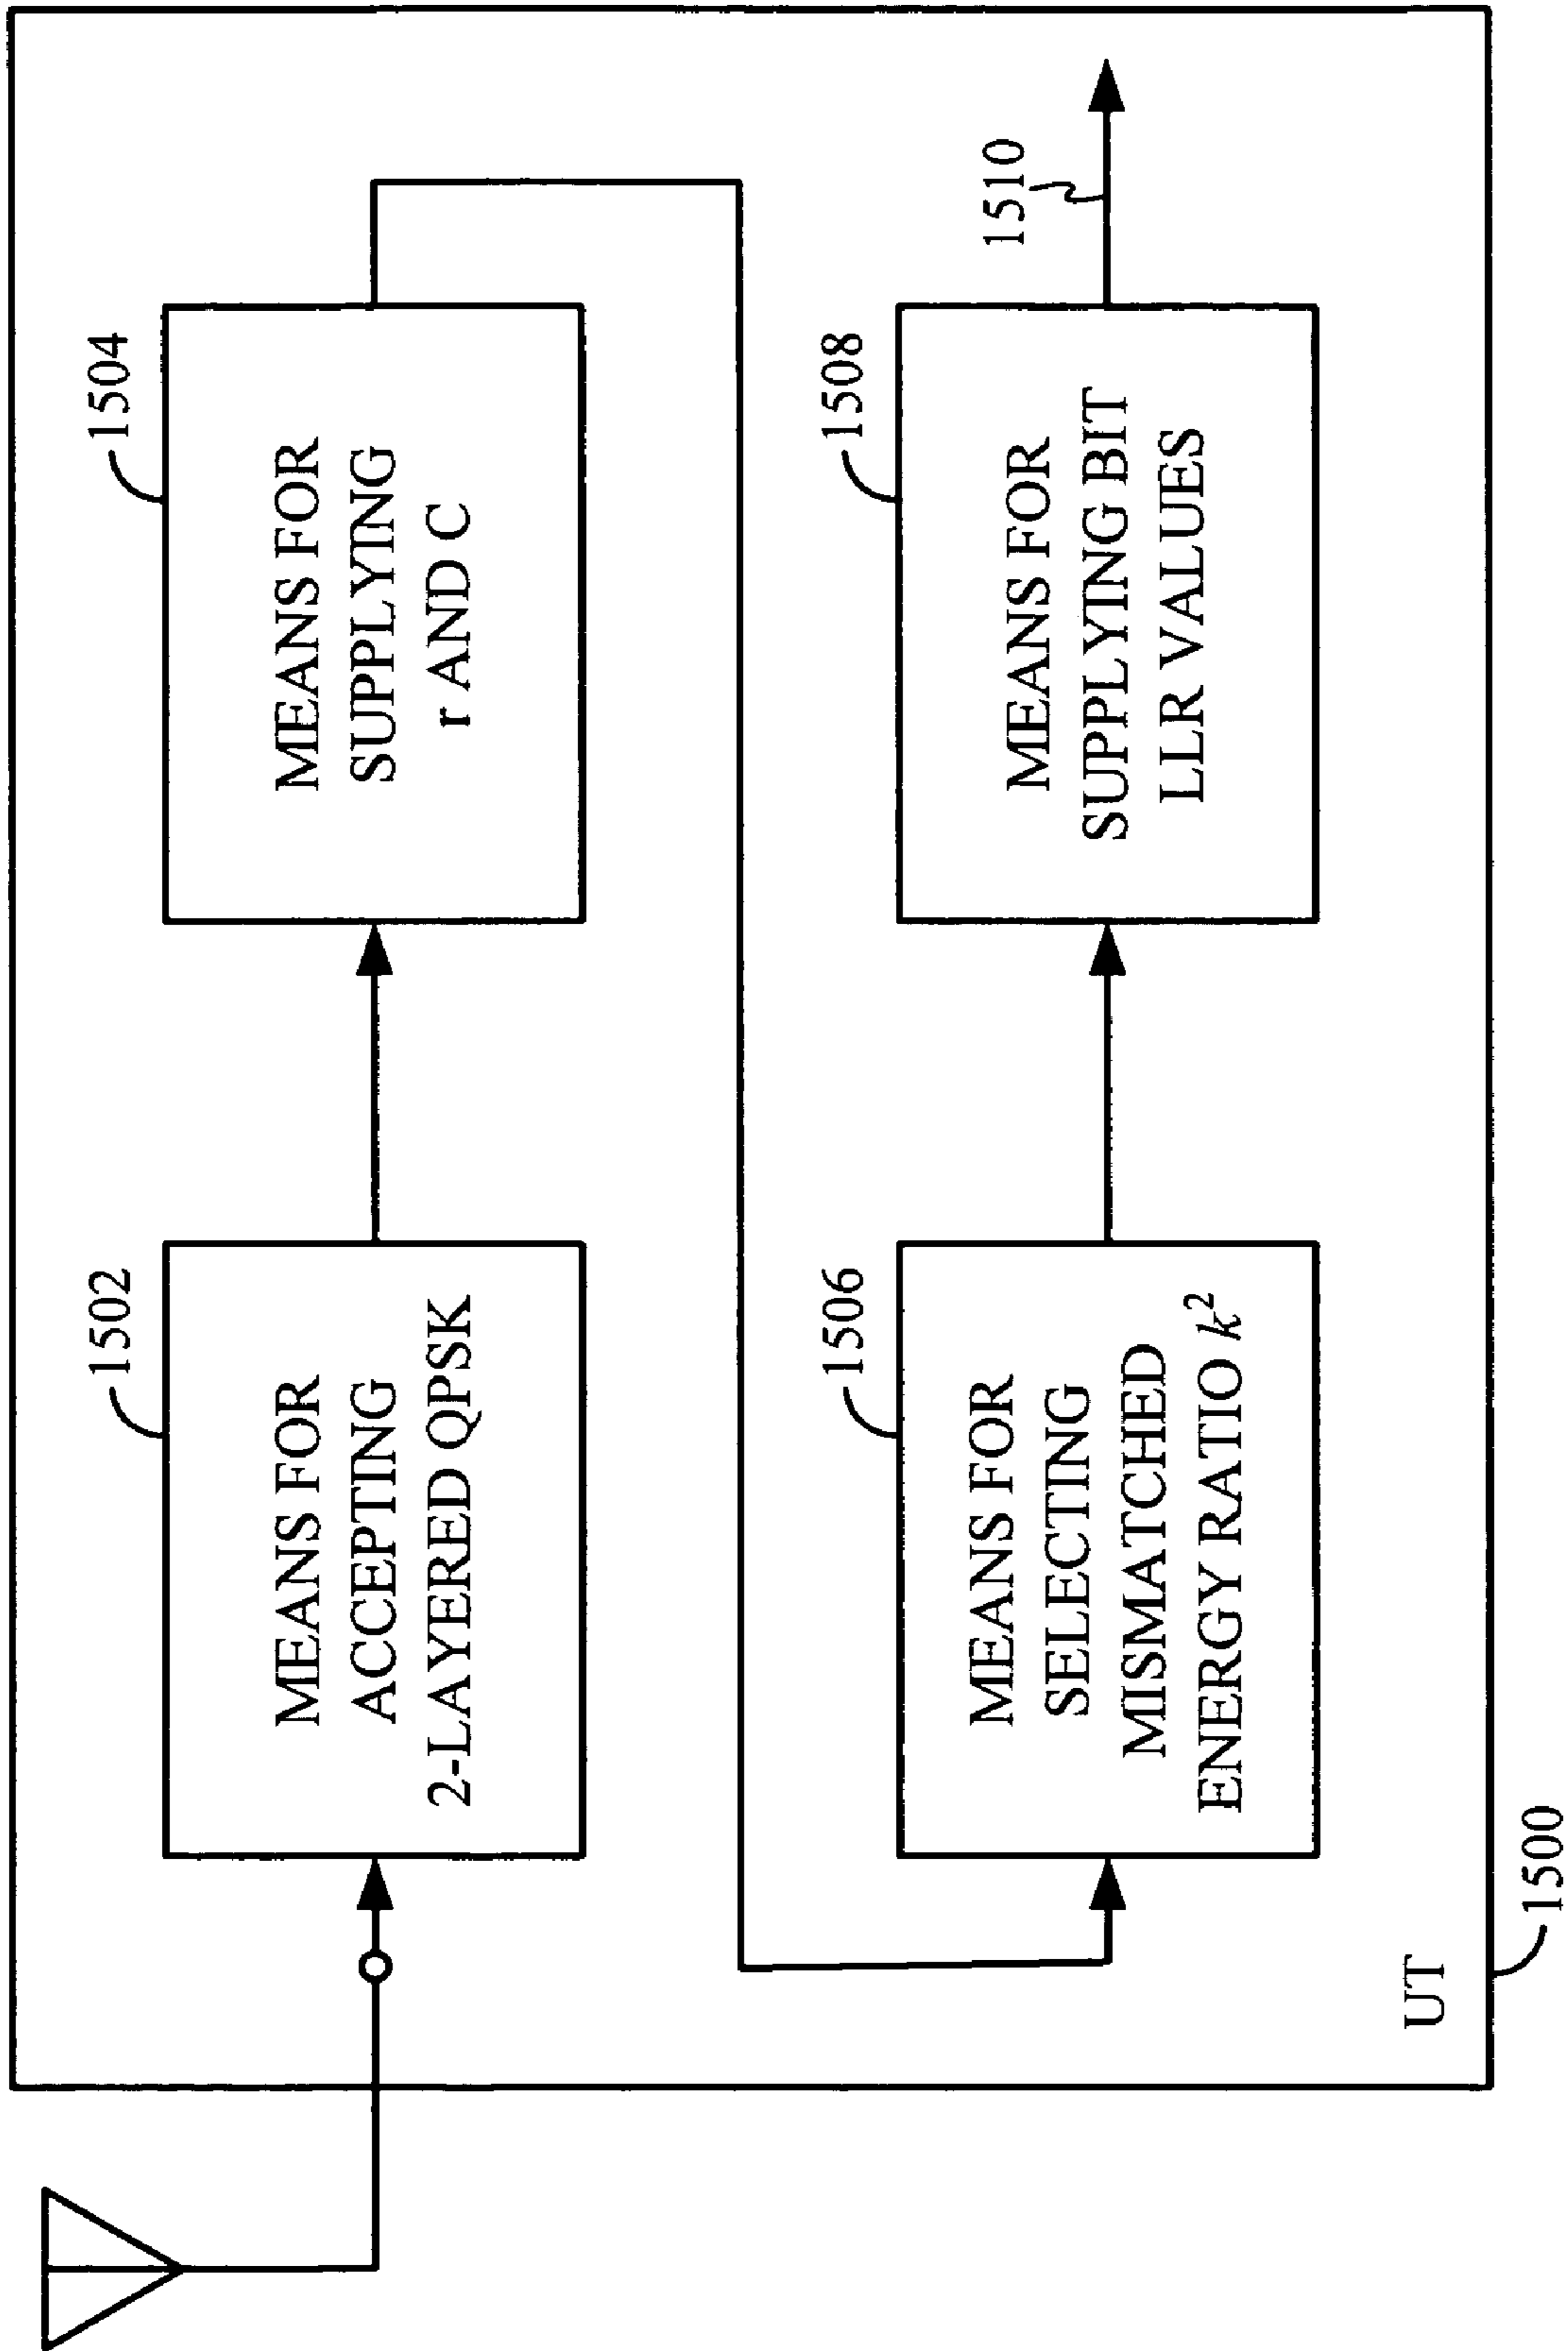 1502
MEANS FOR
ACCEPTING
2-LAYERED QPSK
1504
MEANS FOR
SUPPLYING
r AND C
1506
MEANS FOR
SELECTING
MISMATCHED
ENERGY RATIO k²
1508
MEANS FOR
SUPPLYING BIT
LLR VALUES
1510
UT
1500